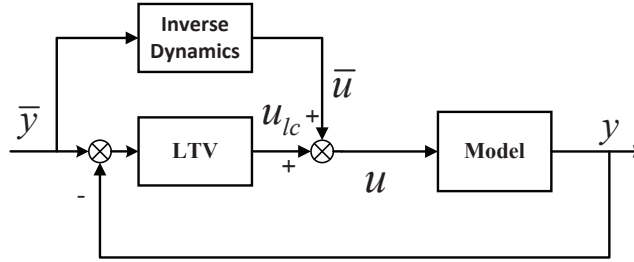 Inverse
Dynamics
y̅
u̅
u_lc
+
LTV
+
-
u
Model
y